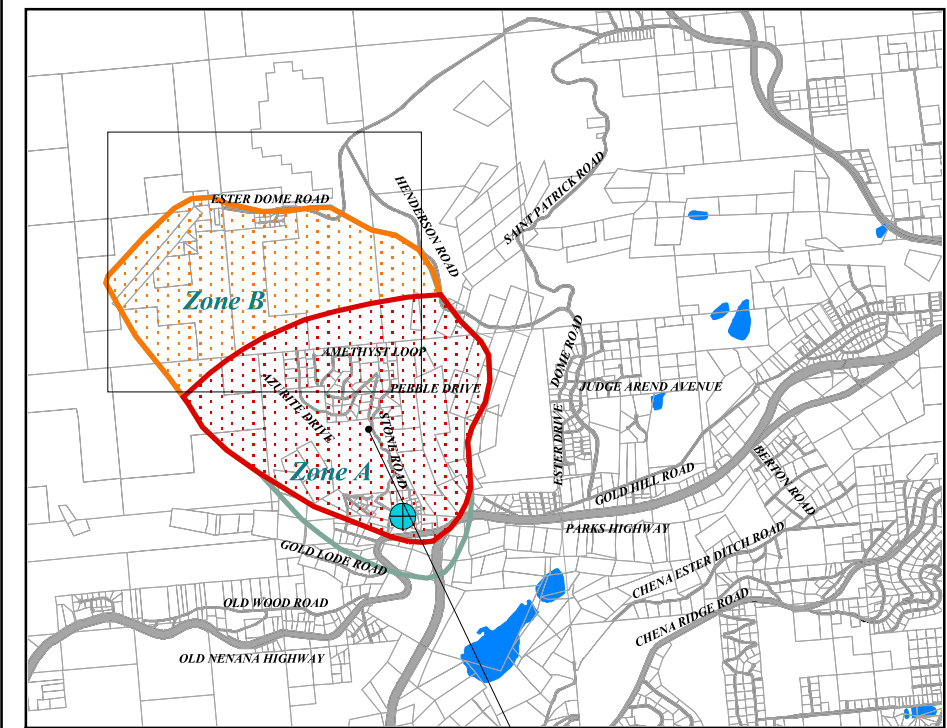 SAINT PATRICK ROAD
HENDERSON ROAD
ESTER DOME ROAD
Zone B
AMETHYST LOOP
PEBBLE DRIVE
AZURITE DRIVE
STONE ROAD
DOME ROAD
JUDGE AREND AVENUE
ESTER DRIVE
Zone A
GOLD HILL ROAD
BERTON ROAD
PARKS HIGHWAY
GOLD LODE ROAD
CHENA ESTER DITCH ROAD
OLD WOOD ROAD
CHENA RIDGE ROAD
OLD NENANA HIGHWAY